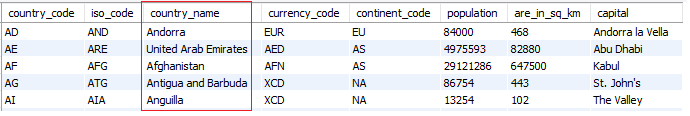 country_code iso_code country_name currency_code continent_code population are_in_sq_km capital
AD AND Andorra EUR EU 84000 468 Andorra la Vella
AE ARE United Arab Emirates AED AS 4975593 82880 Abu Dhabi
AF AFG Afghanistan AFN AS 29121286 647500 Kabul
AG ATG Antigua and Barbuda XCD NA 86754 443 St. John's
AI AIA Anguilla XCD NA 13254 102 The Valley